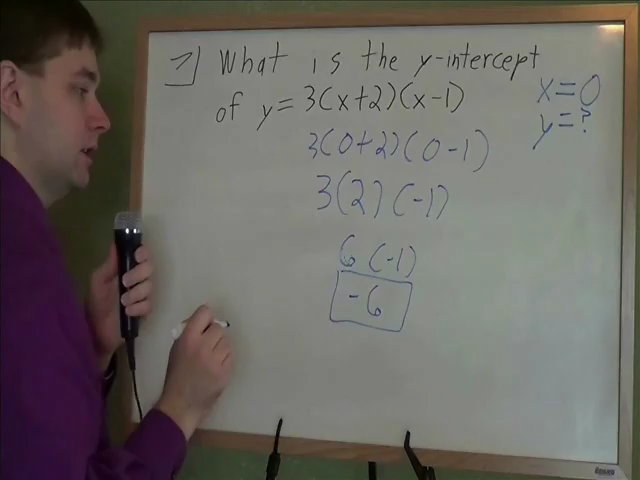 7] What is the y-intercept
of y = 3(x+2)(x-1)
x = 0
y = ?
3(0+2)(0-1)
3(2)(-1)
6(-1)
-6